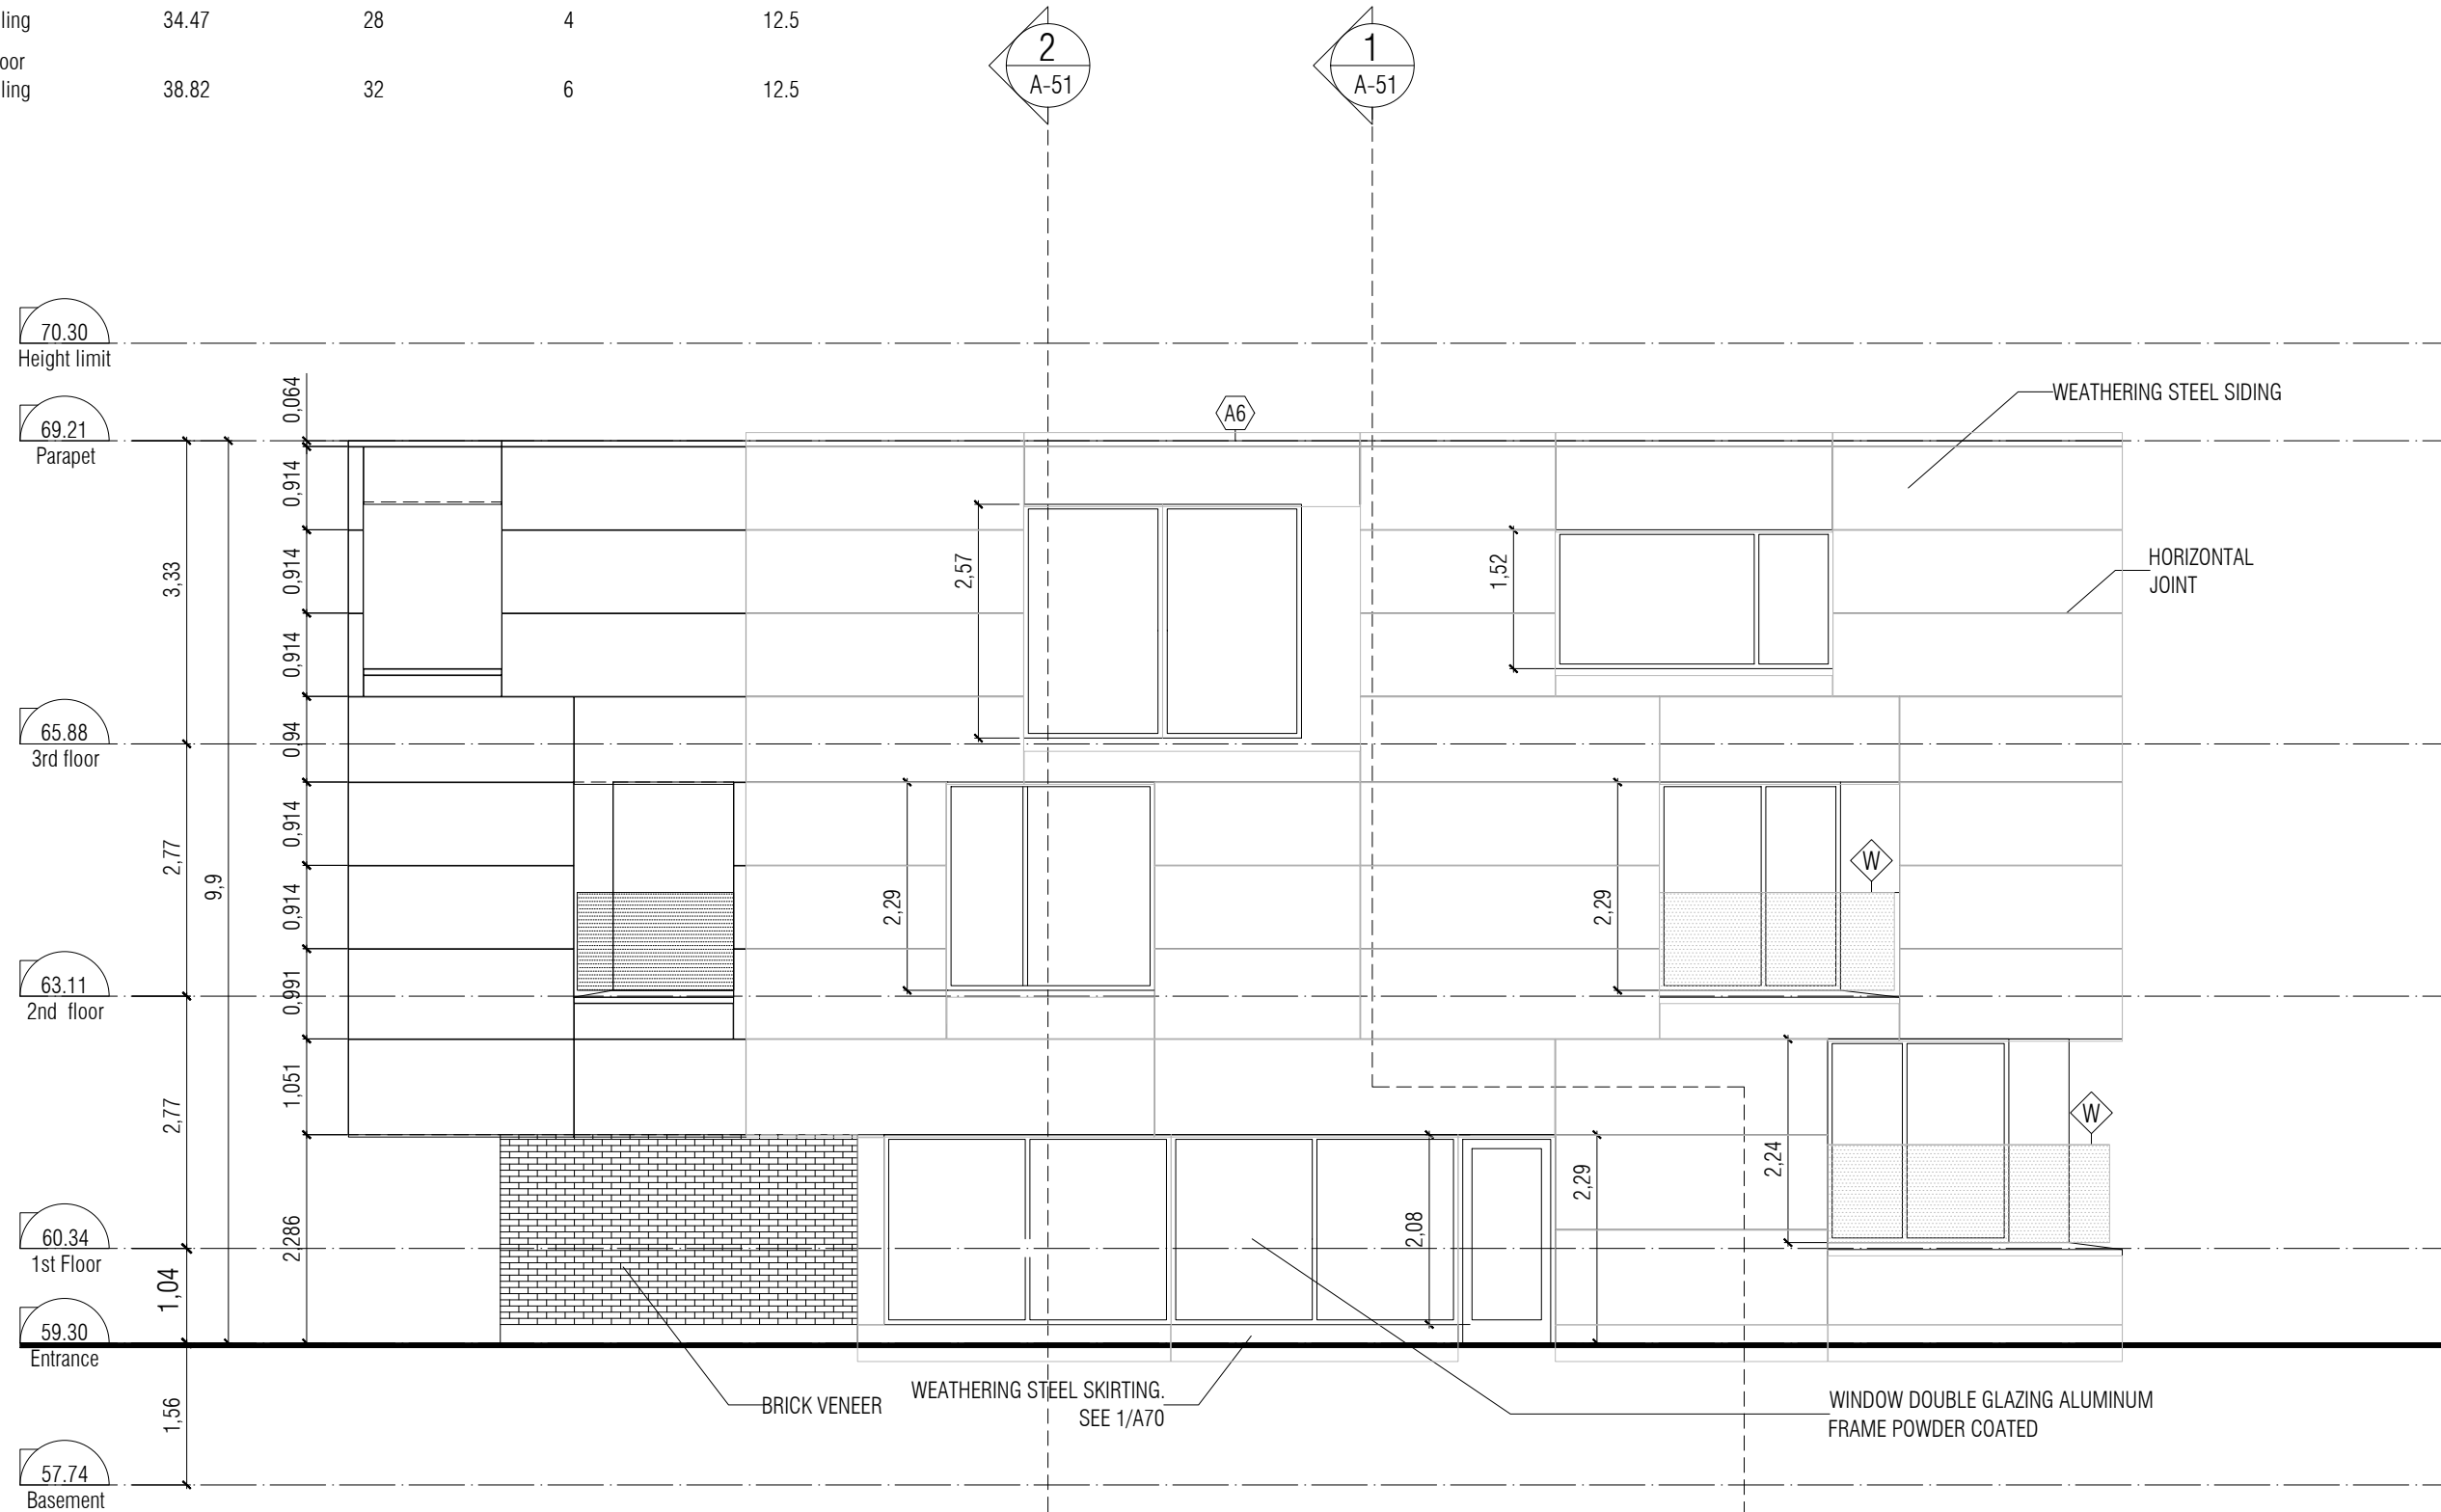 ling 34.47 28 4 12.5
oor
ling 38.82 32 6 12.5
2
A-51
1
A-51
70.30
Height limit
69.21
Parapet
65.88
3rd floor
63.11
2nd floor
60.34
1st Floor
59.30
Entrance
57.74
Basement
3,33
2,77
2,77
1,04
1,56
9,9
0,064
0,914
0,914
0,914
0,94
0,914
0,914
0,991
1,051
2,286
A6
2,57
1,52
2,29
2,29
W
2,24
W
2,08
2,29
WEATHERING STEEL SIDING
HORIZONTAL
JOINT
BRICK VENEER
WEATHERING STEEL SKIRTING.
SEE 1/A70
WINDOW DOUBLE GLAZING ALUMINUM
FRAME POWDER COATED